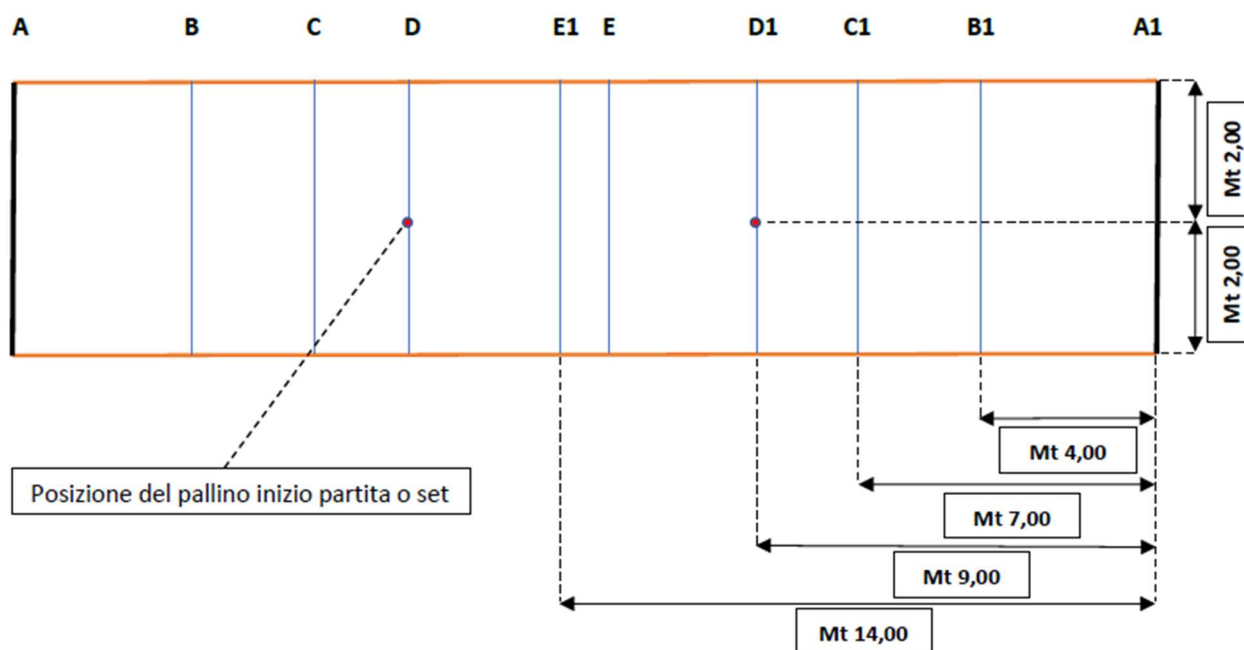 A B C D E1 E D1 C1 B1 A1
Mt 2,00
Mt 2,00
Mt 4,00
Posizione del pallino inizio partita o set
Mt 7,00
Mt 9,00
Mt 14,00